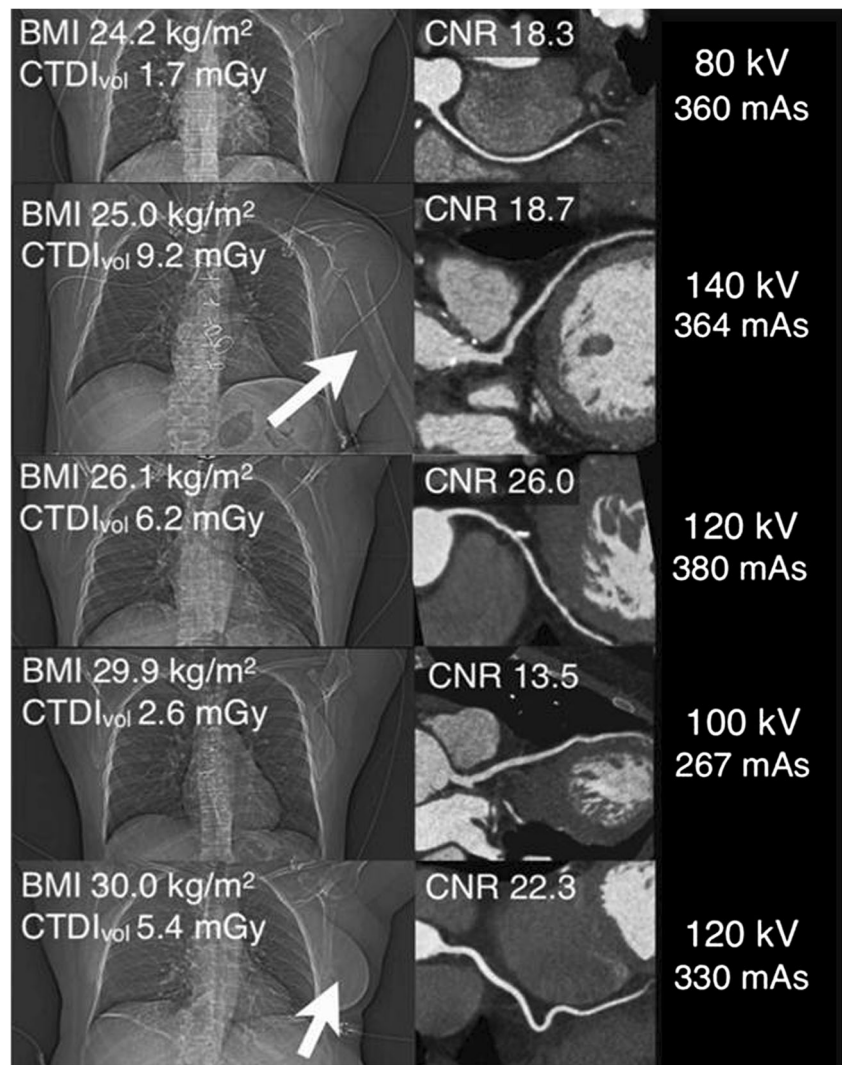 BMI 24.2 kg/m²
CTDIvol 1.7 mGy
CNR 18.3
80 kV
360 mAs
BMI 25.0 kg/m²
CTDIvol 9.2 mGy
CNR 18.7
140 kV
364 mAs
BMI 26.1 kg/m²
CTDIvol 6.2 mGy
CNR 26.0
120 kV
380 mAs
BMI 29.9 kg/m²
CTDIvol 2.6 mGy
CNR 13.5
100 kV
267 mAs
BMI 30.0 kg/m²
CTDIvol 5.4 mGy
CNR 22.3
120 kV
330 mAs